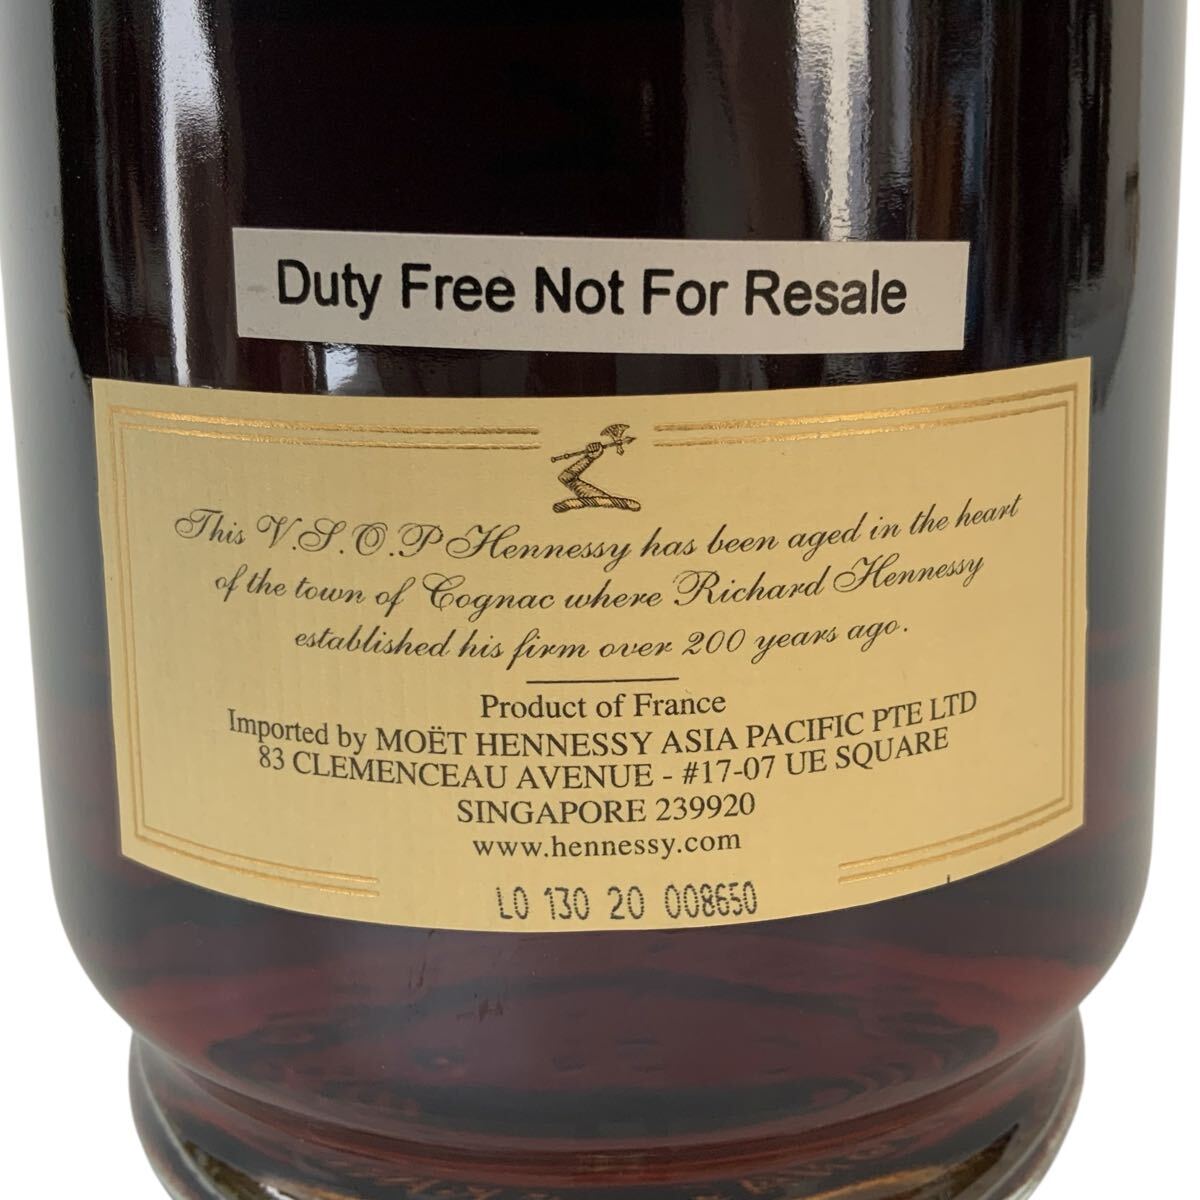 Duty Free Not For Resale
This V.S.O.P Hennessy has been aged in the heart
of the town of Cognac where Richard Hennessy
established his firm over 200 years ago.
Product of France
Imported by MOËT HENNESSY ASIA PACIFIC PTE LTD
83 CLEMENCEAU AVENUE - #17-07 UE SQUARE
SINGAPORE 239920
www.hennessy.com
LO 130 20 008650